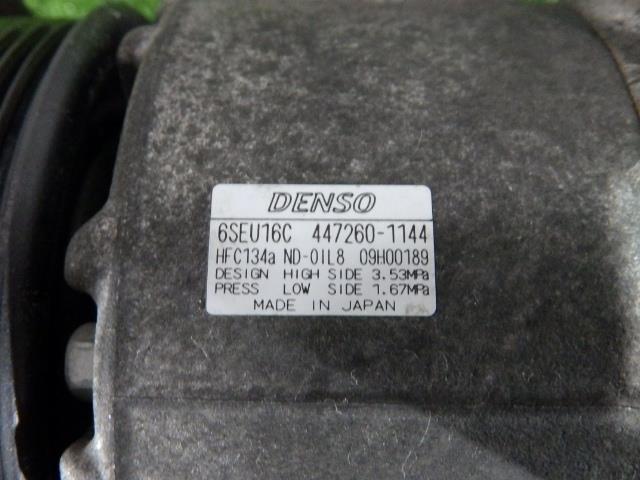 DENSO
6SEU16C 447260-1144
HFC134a ND-OIL8 09H00189
DESIGN HIGH SIDE 3.53MPa
PRESS LOW SIDE 1.67MPa
MADE IN JAPAN